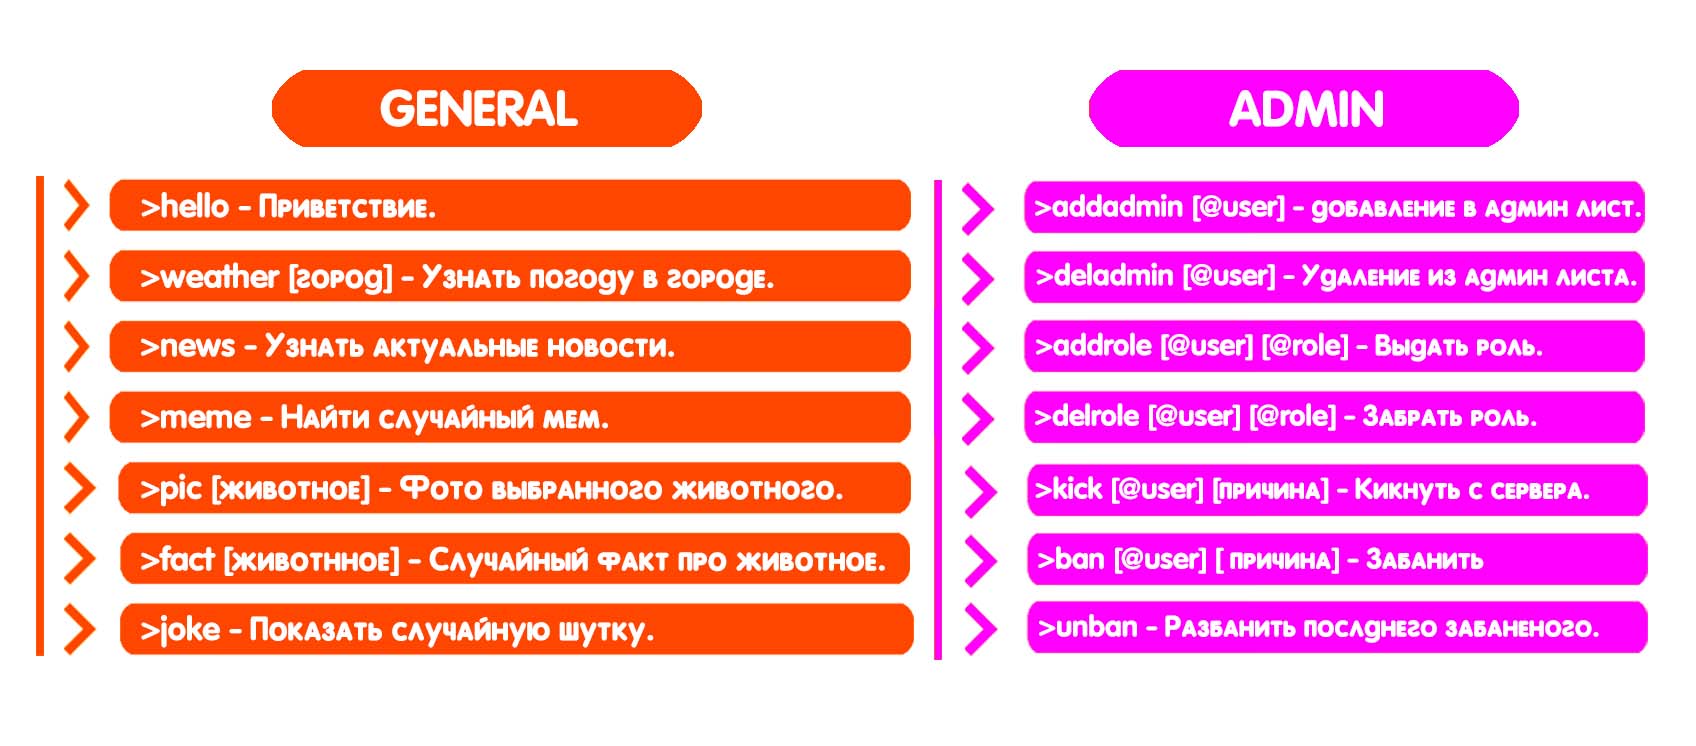 GENERAL
>hello - Приветствие.
>weather [город] - Узнать погоду в городе.
>news - Узнать актуальные новости.
>meme - Найти случайный мем.
>pic [животное] - Фото выбранного животного.
>fact [животнное] - Случайный факт про животное.
>joke - Показать случайную шутку.
ADMIN
>addadmin [@user] - добавление в админ лист.
>deladmin [@user] - Удаление из админ листа.
>addrole [@user] [@role] - Выдать роль.
>delrole [@user] [@role] - Забрать роль.
>kick [@user] [причина] - Кикнуть с сервера.
>ban [@user] [ причина] - Забанить
>unban - Разбанить послднего забаненого.